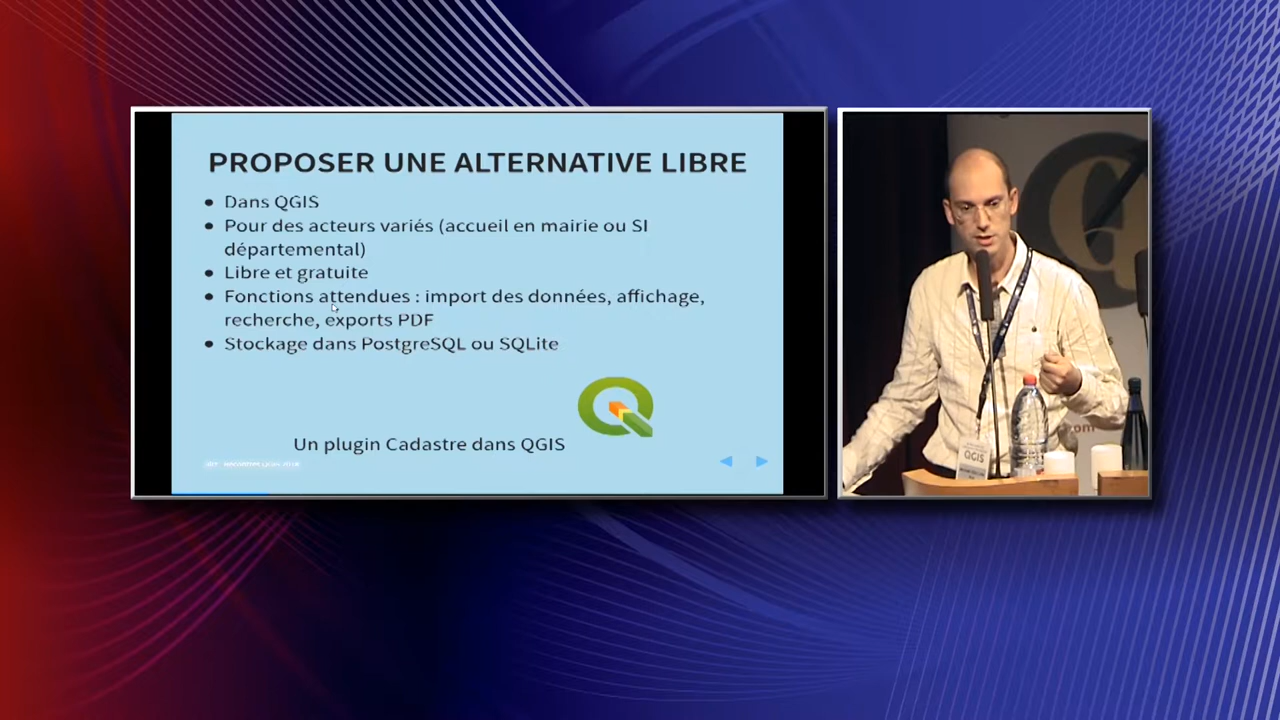 PROPOSER UNE ALTERNATIVE LIBRE
Dans QGIS
Pour des acteurs variés (accueil en mairie ou SI
départemental)
Libre et gratuite
Fonctions attendues : import des données, affichage,
recherche, exports PDF
Stockage dans PostgreSQL ou SQLite
Un plugin Cadastre dans QGIS
QGIS
.com